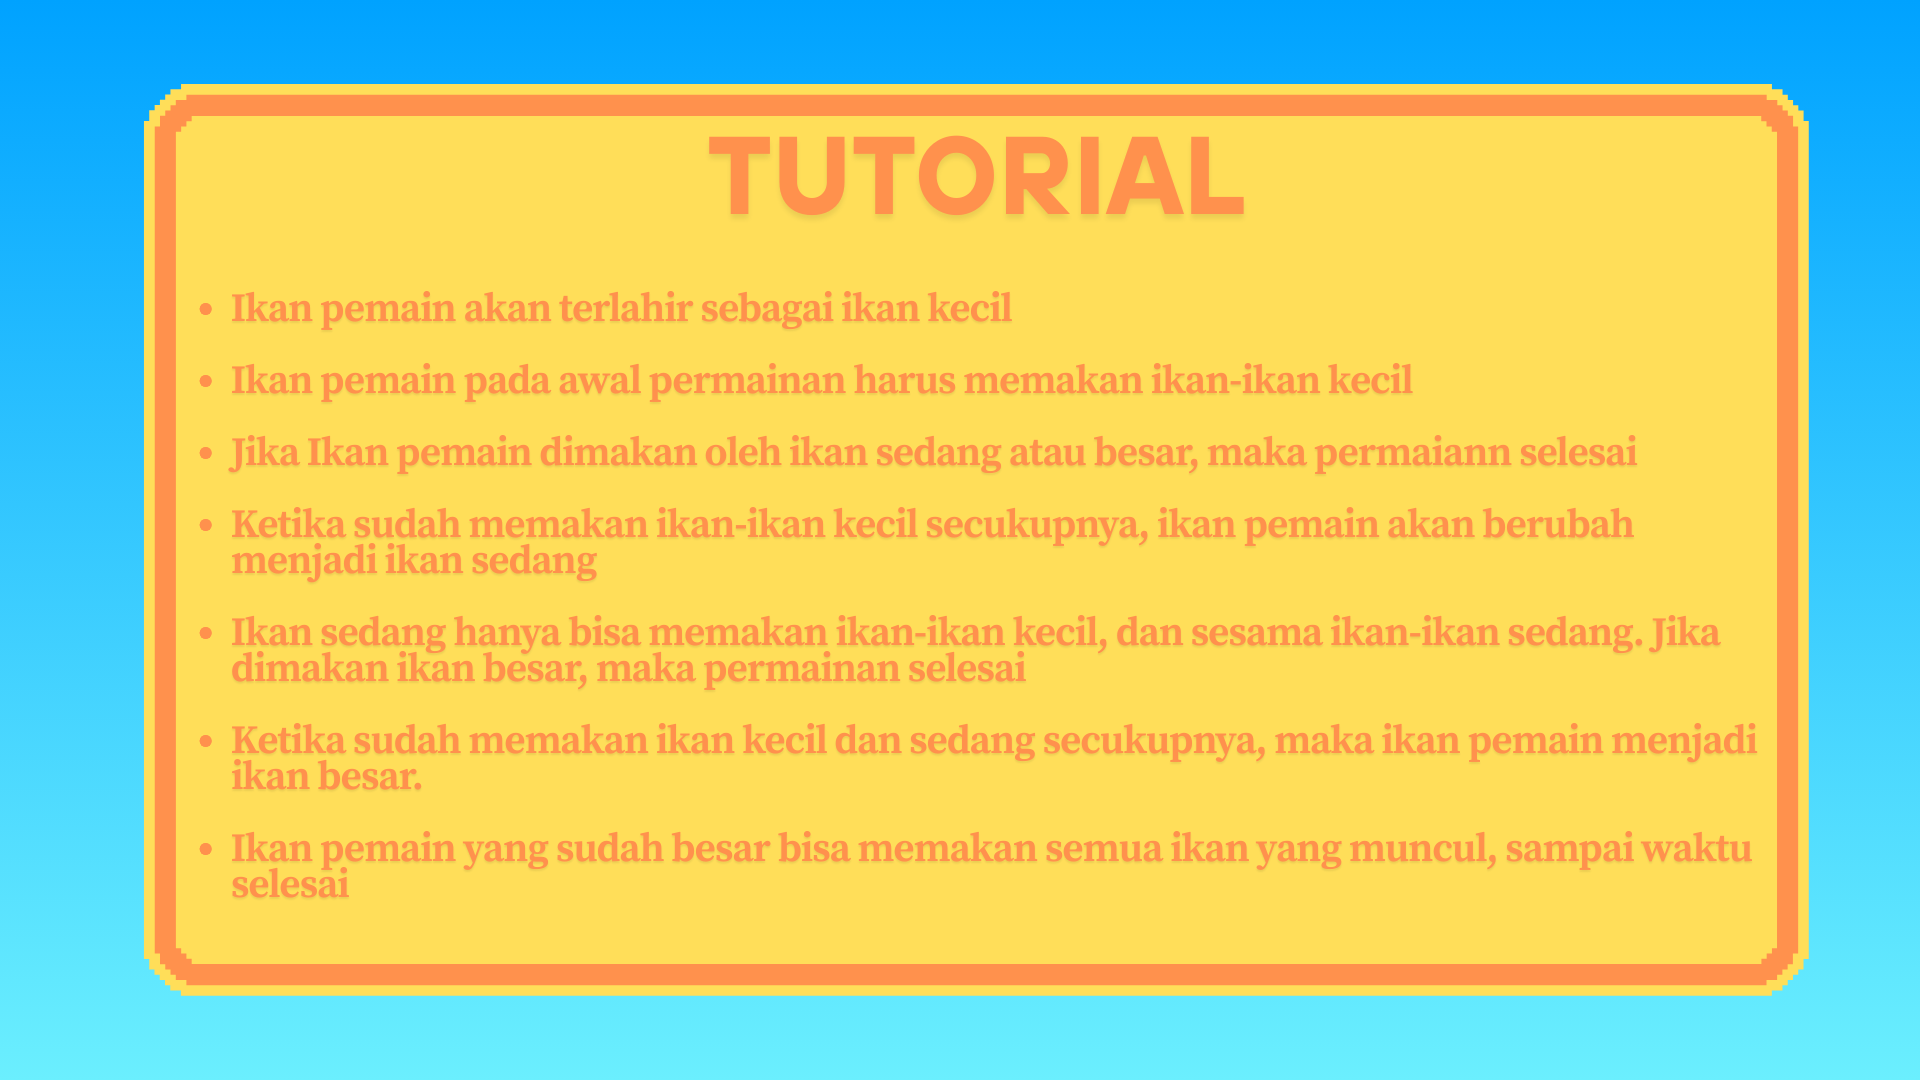 TUTORIAL
• Ikan pemain akan terlahir sebagai ikan kecil
• Ikan pemain pada awal permainan harus memakan ikan-ikan kecil
• Jika Ikan pemain dimakan oleh ikan sedang atau besar, maka permaiann selesai
• Ketika sudah memakan ikan-ikan kecil secukupnya, ikan pemain akan berubah
menjadi ikan sedang
• Ikan sedang hanya bisa memakan ikan-ikan kecil, dan sesama ikan-ikan sedang. Jika
dimakan ikan besar, maka permainan selesai
• Ketika sudah memakan ikan kecil dan sedang secukupnya, maka ikan pemain menjadi
ikan besar.
• Ikan pemain yang sudah besar bisa memakan semua ikan yang muncul, sampai waktu
selesai